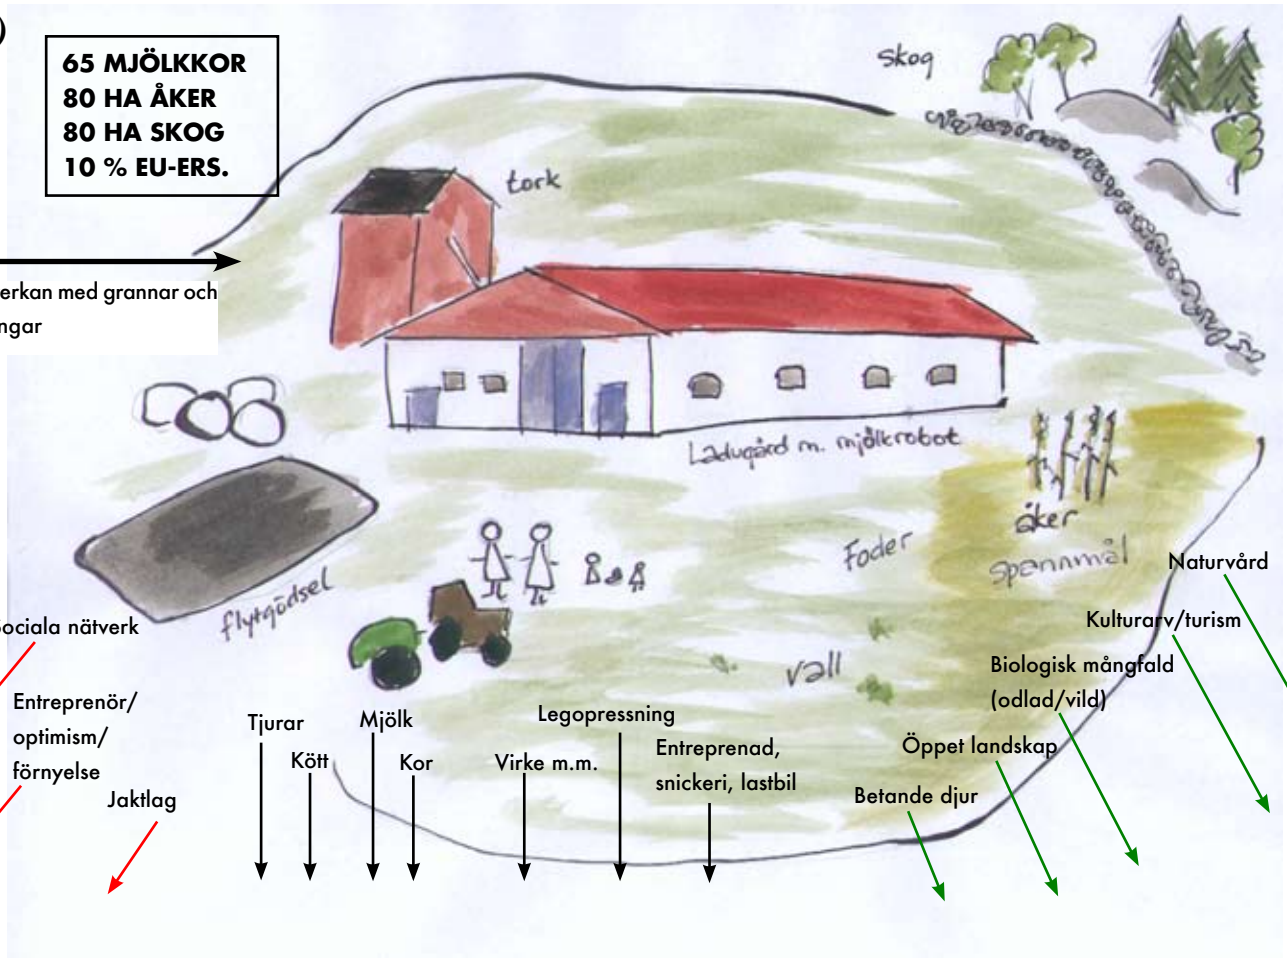 )
65 MJÖLKKOR
80 HA ÅKER
80 HA SKOG
10 % EU-ERS.
Skog
tork
erkan med grannar och
ngar
Ladugård m. mjölkrobot
åker
spannmål
Foder
vall
flytgödsel
Sociala nätverk
Entreprenör/
optimism/
förnyelse
Jaktlag
Tjurar
Kött
Mjölk
Kor
Virke m.m.
Legopressning
Entreprenad,
snickeri, lastbil
Betande djur
Öppet landskap
Biologisk mångfald
(odlad/vild)
Kulturarv/turism
Naturvård